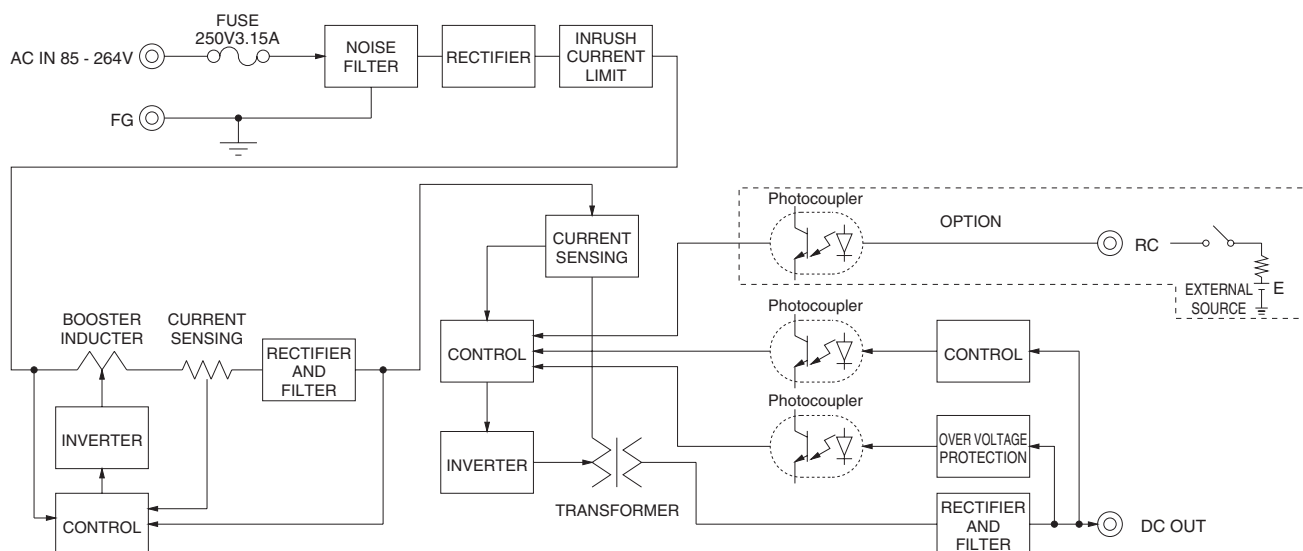 FUSE
250V3.15A
AC IN 85 - 264V
NOISE
FILTER
RECTIFIER
INRUSH
CURRENT
LIMIT
FG
Photocoupler
OPTION
RC
E
EXTERNAL
SOURCE
CURRENT
SENSING
BOOSTER
INDUCTER
CURRENT
SENSING
RECTIFIER
AND
FILTER
CONTROL
Photocoupler
CONTROL
Photocoupler
INVERTER
INVERTER
OVER VOLTAGE
PROTECTION
TRANSFORMER
CONTROL
RECTIFIER
AND
FILTER
DC OUT